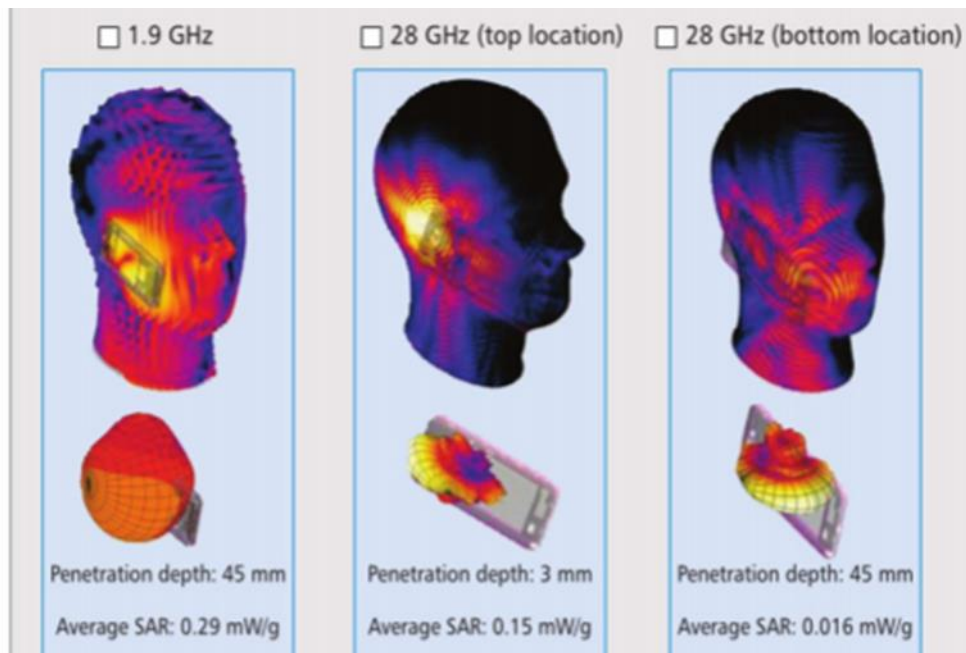 1.9 GHz
28 GHz (top location)
28 GHz (bottom location)
Penetration depth: 45 mm
Penetration depth: 3 mm
Penetration depth: 45 mm
Average SAR: 0.29 mW/g
Average SAR: 0.15 mW/g
Average SAR: 0.016 mW/g